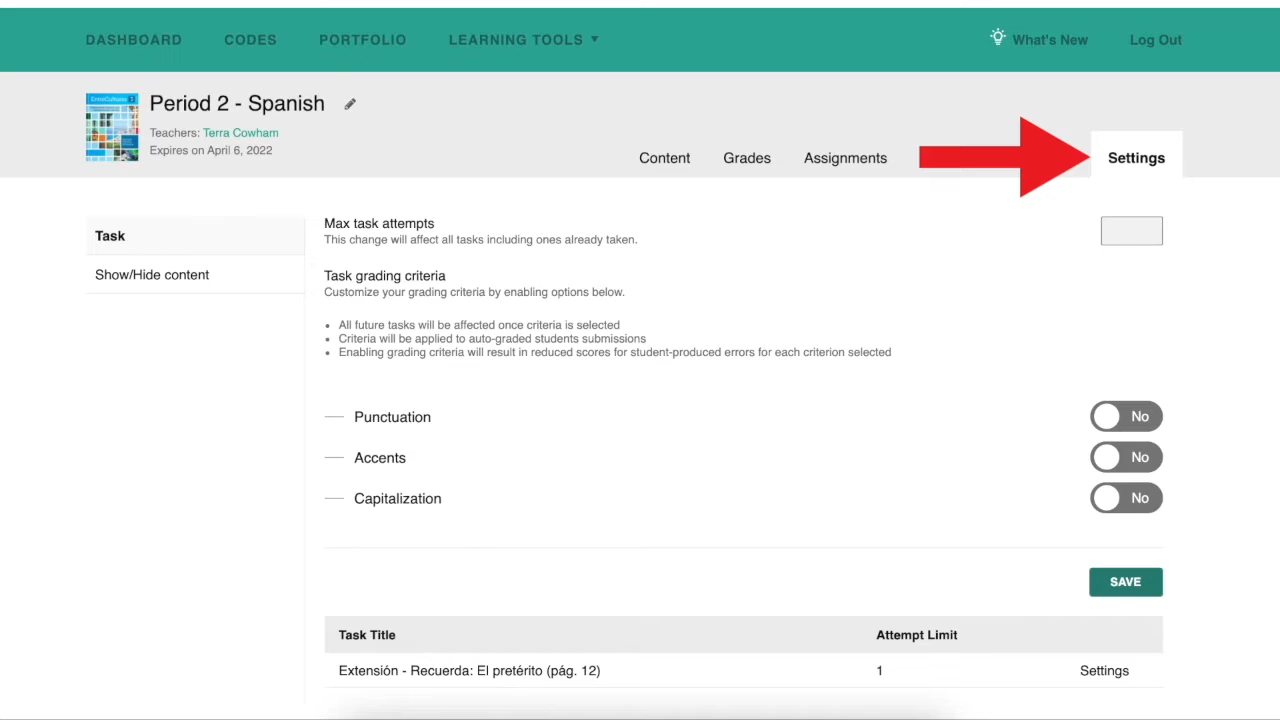 DASHBOARD CODES PORTFOLIO LEARNING TOOLS What's New Log Out
EntreCulturas 1
Period 2 - Spanish
Teachers: Terra Cowham
Expires on April 6, 2022
Content Grades Assignments Settings
Task
Show/Hide content
Max task attempts
This change will affect all tasks including ones already taken.
Task grading criteria
Customize your grading criteria by enabling options below.
All future tasks will be affected once criteria is selected
Criteria will be applied to auto-graded students submissions
Enabling grading criteria will result in reduced scores for student-produced errors for each criterion selected
Punctuation No
Accents No
Capitalization No
SAVE
Task Title Attempt Limit
Extensión - Recuerda: El pretérito (pág. 12) 1 Settings